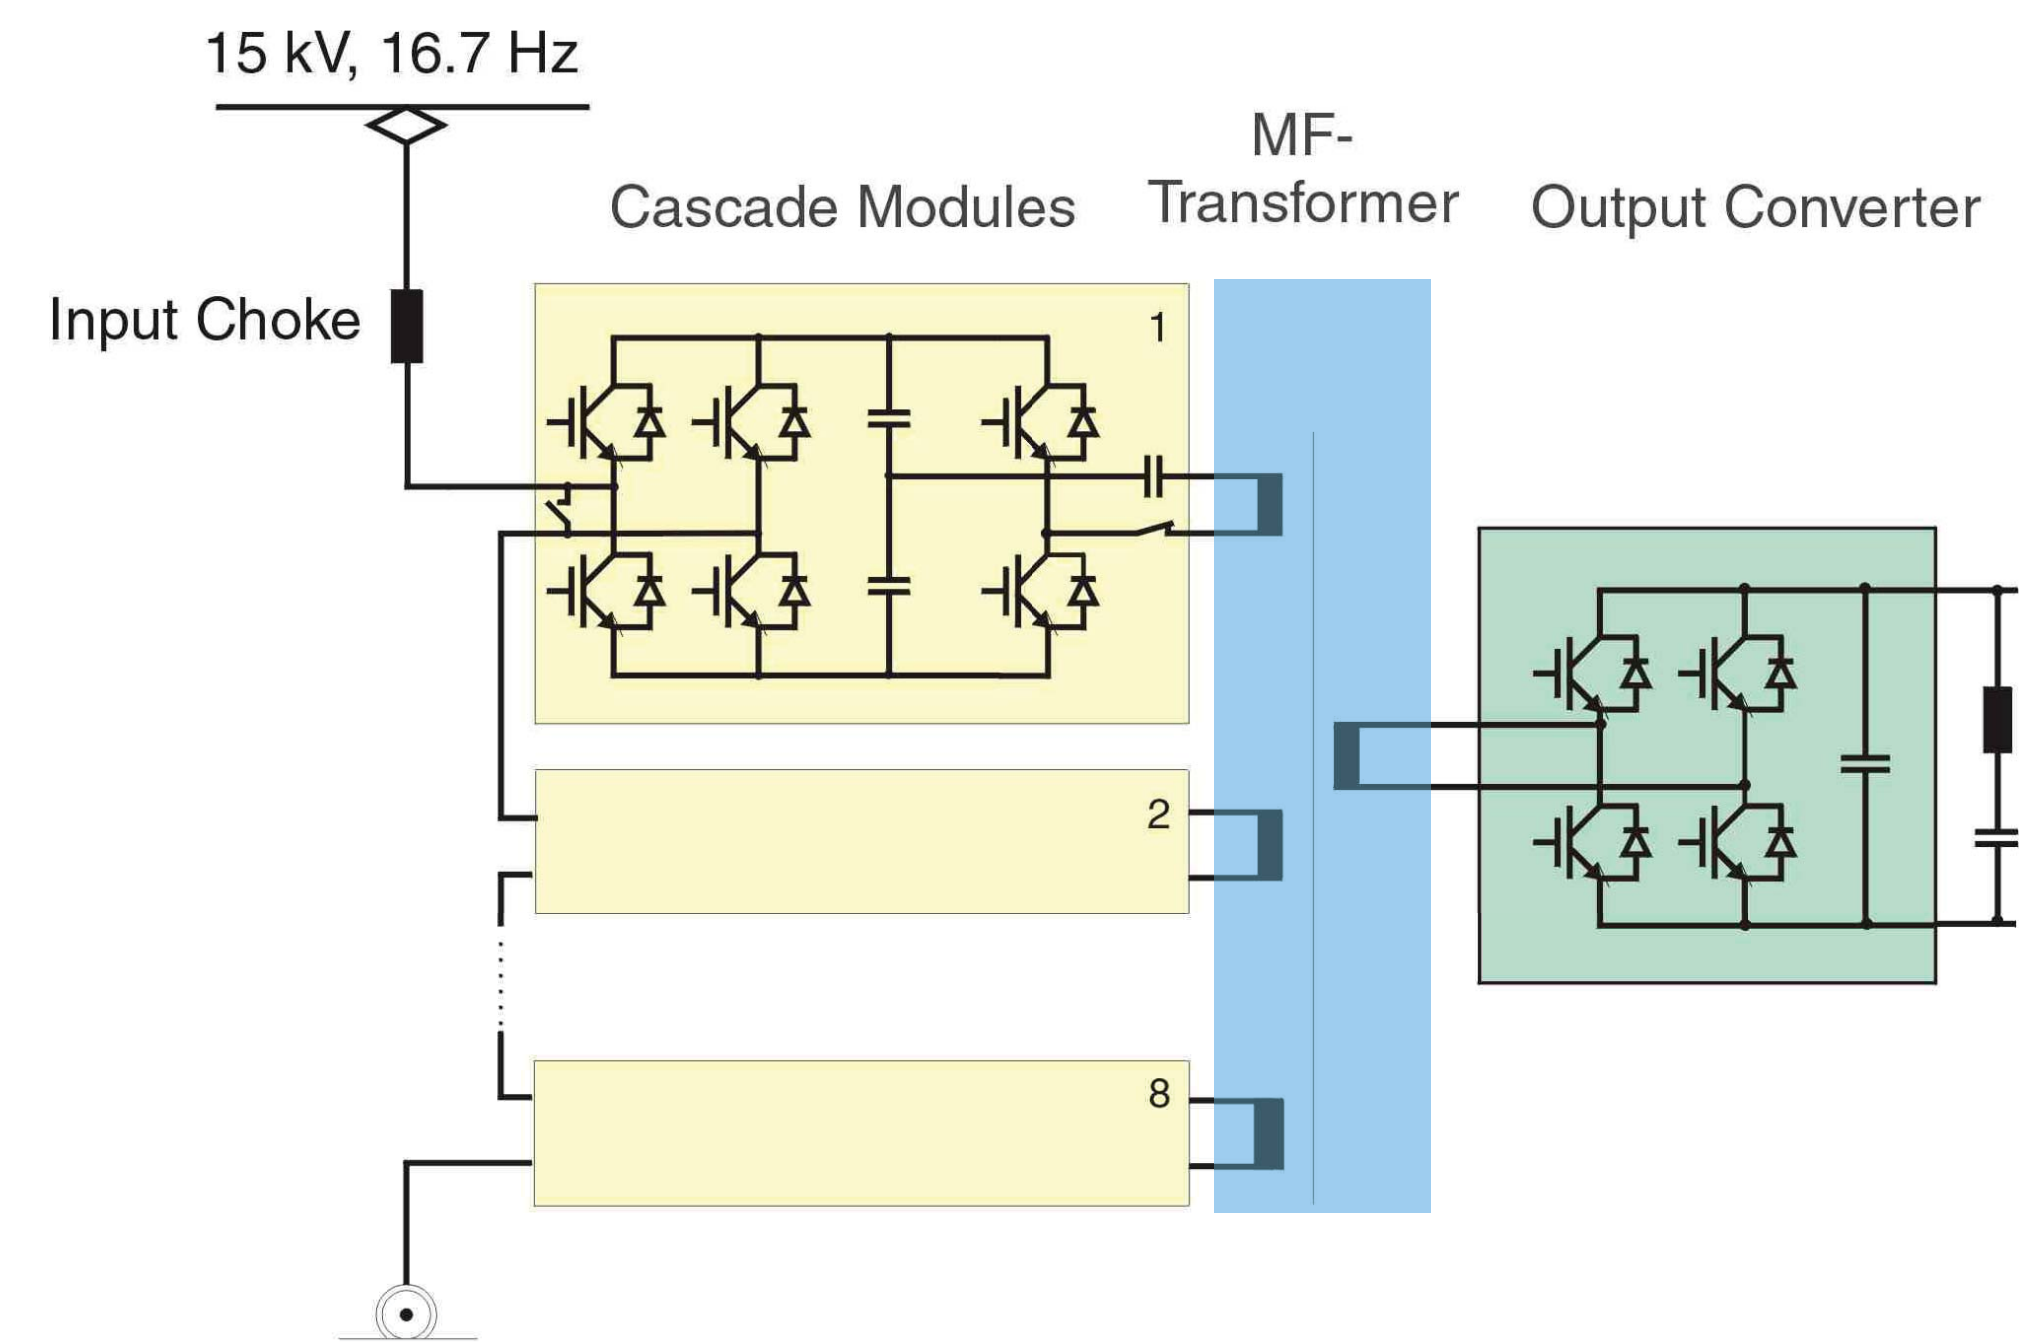 15 kV, 16.7 Hz
MF-
Cascade Modules
Transformer
Output Converter
Input Choke
1
2
8